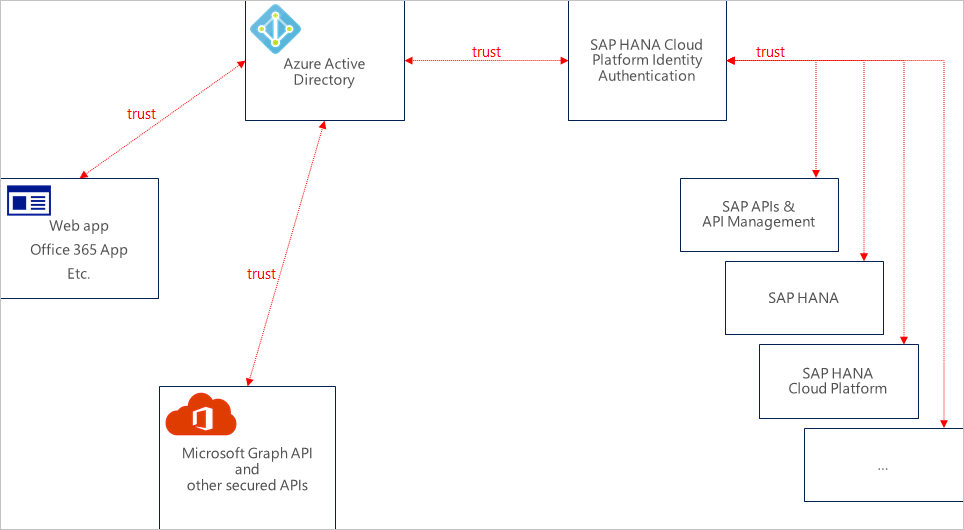 Azure Active
Directory
trust
SAP HANA Cloud
Platform Identity
Authentication
trust
trust
Web app
Office 365 App
Etc.
SAP APIs &
API Management
trust
SAP HANA
SAP HANA
Cloud Platform
Microsoft Graph API
and
other secured APIs
...